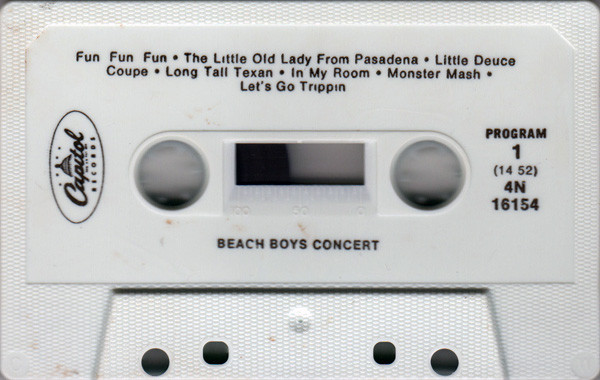 Fun Fun Fun • The Little Old Lady From Pasadena • Little Deuce
Coupe • Long Tall Texan • In My Room • Monster Mash •
Let's Go Trippin
Capitol
RECORDS
PROGRAM
1
(14 52)
4N
16154
BEACH BOYS CONCERT